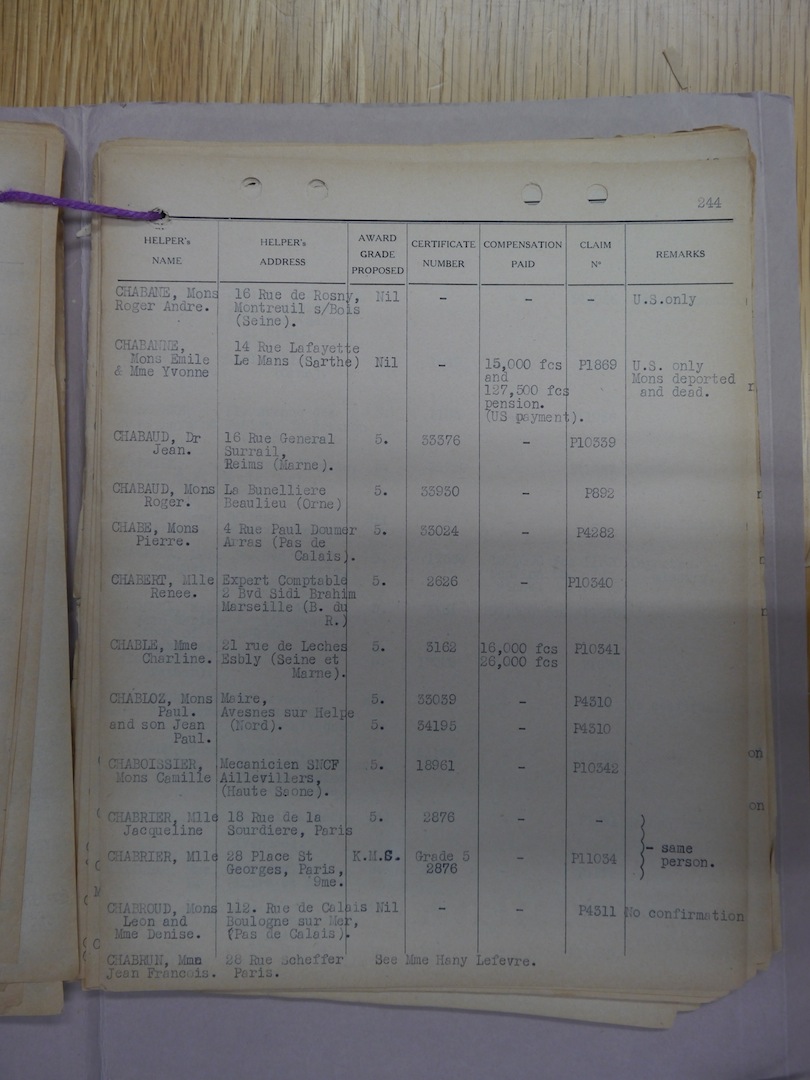 244
HELPER's NAME HELPER's ADDRESS AWARD GRADE PROPOSED CERTIFICATE NUMBER COMPENSATION PAID CLAIM Nº REMARKS
CHABANE, Mons 16 Rue de Rosny, Nil - - - U.S.only
Roger Andre. Montreuil s/Bois
(Seine).
CHABANNE, 14 Rue Lafayette
Mons Emile Le Mans (Sarthe) Nil - 15,000 fcs P1869 U.S. only
& Mme Yvonne and Mons deported
127,500 fcs and dead.
pension.
(US payment).
CHABAUD, Dr 16 Rue General 5. 33376 - P10339
Jean. Surrail,
Reims (Marne).
CHABAUD, Mons La Bunelliere 5. 33930 - P892
Roger. Beaulieu (Orne)
CHABE, Mons 4 Rue Paul Doumer 5. 33024 - P4282
Pierre. Arras (Pas de
Calais).
CHABERT, Mlle Expert Comptable 5. 2626 - P10340
Renee. 2 Bvd Sidi Brahim
Marseille (B. du
R.)
CHABLE, Mme 21 rue de Leches 5. 3162 16,000 fcs P10341
Charline. Esbly (Seine et 26,000 fcs
Marne).
CHABLOZ, Mons Maire, 5. 33039 - P4310
Paul. Avesnes sur Helpe
and son Jean (Nord). 5. 34195 - P4310
Paul.
CHABOISSIER, Mecanicien SNCF 5. 18961 - P10342
Mons Camille Aillevillers,
(Haute Saone).
CHABRIER, Mlle 18 Rue de la 5. 2876 - -
Jacqueline Sourdiere, Paris
CHABRIER, Mlle 28 Place St K.M.S. Grade 5 - P11034 - same
Georges, Paris, 2876 person.
9me.
CHABROUD, Mons 112. Rue de Calais Nil - - P4311 No confirmation
Leon and Boulogne sur Mer,
Mme Denise. (Pas de Calais).
CHABRUN, Mme 28 Rue Scheffer See Mme Hany Lefevre.
Jean Francois. Paris.
on
on